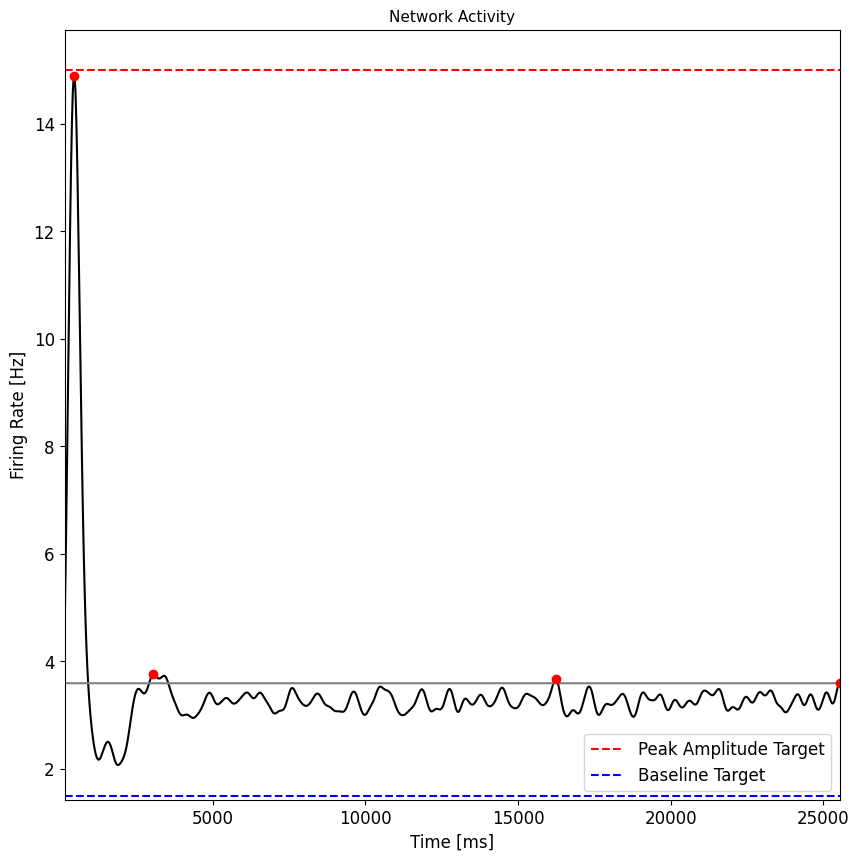 Network Activity
14
12
10
8
6
4
2
Firing Rate [Hz]
Peak Amplitude Target
Baseline Target
5000
10000
15000
20000
25000
Time [ms]